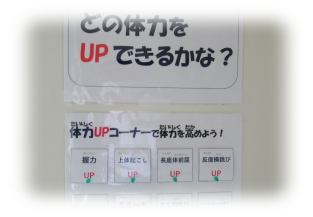 どの体力を
UPできるかな？
体力UPコーナーで体力を高めよう！
握力 上体起こし 長座体前屈 反復横跳び
UP UP UP UP